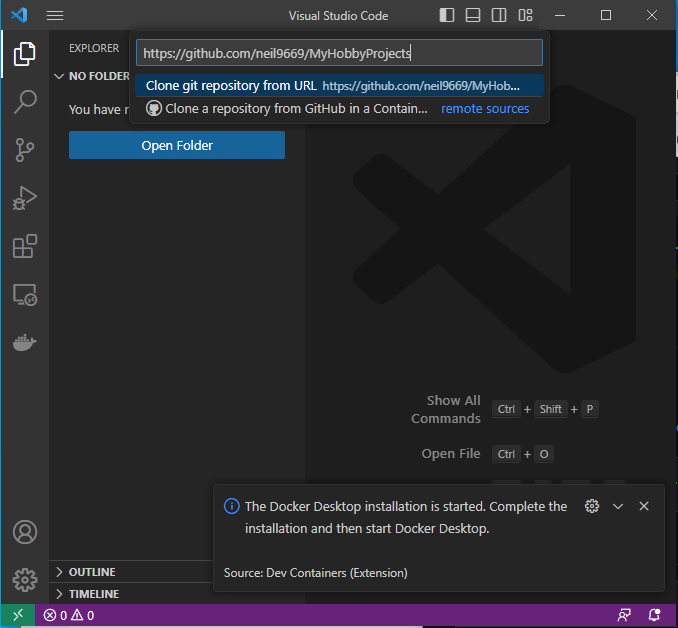 Visual Studio Code
EXPLORER
https://github.com/neil9669/MyHobbyProjects
Clone git repository from URL https://github.com/neil9669/MyHob...
Clone a repository from GitHub in a Contain... remote sources
NO FOLDER
You have
Open Folder
Show All
Commands
Ctrl + Shift + P
Open File
Ctrl + O
The Docker Desktop installation is started. Complete the
installation and then start Docker Desktop.
Source: Dev Containers (Extension)
OUTLINE
TIMELINE
0 0